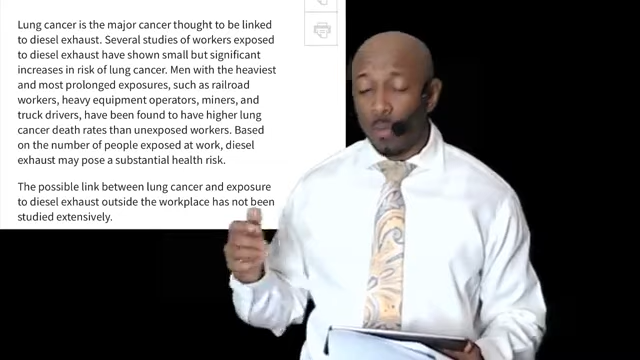 Lung cancer is the major cancer thought to be linked
to diesel exhaust. Several studies of workers exposed
to diesel exhaust have shown small but significant
increases in risk of lung cancer. Men with the heaviest
and most prolonged exposures, such as railroad
workers, heavy equipment operators, miners, and
truck drivers, have been found to have higher lung
cancer death rates than unexposed workers. Based
on the number of people exposed at work, diesel
exhaust may pose a substantial health risk.
The possible link between lung cancer and exposure
to diesel exhaust outside the workplace has not been
studied extensively.